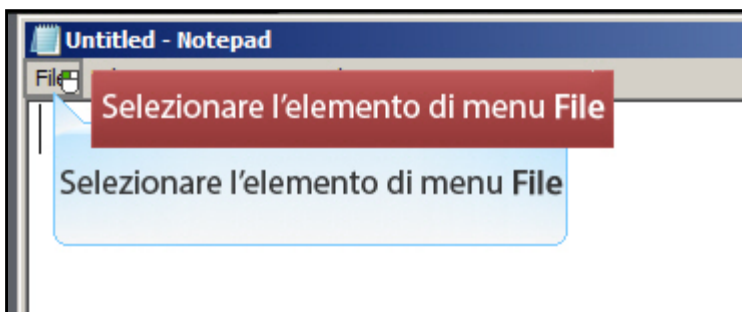 Untitled - Notepad
File
Selezionare l'elemento di menu File
Selezionare l'elemento di menu File